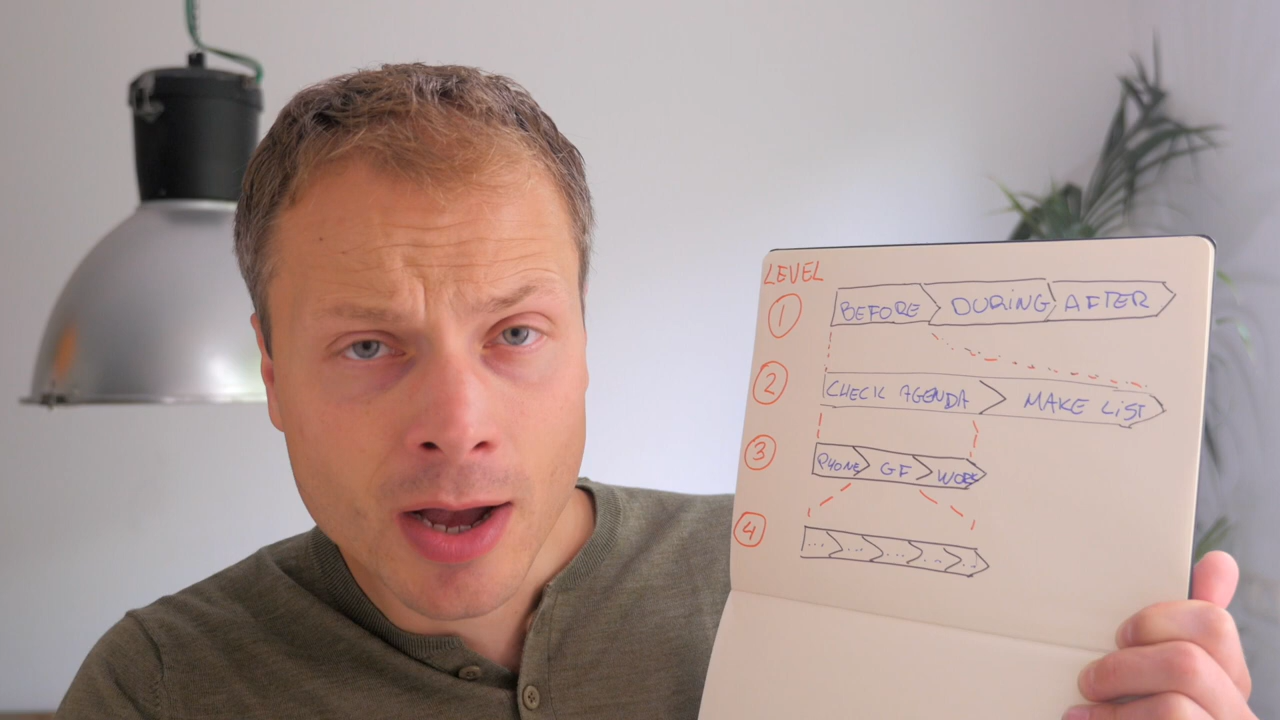 LEVEL
1 BEFORE DURING AFTER
2 CHECK AGENDA MAKE LiST
3 PHONE GF WORK
4 ... ... ... ... ...